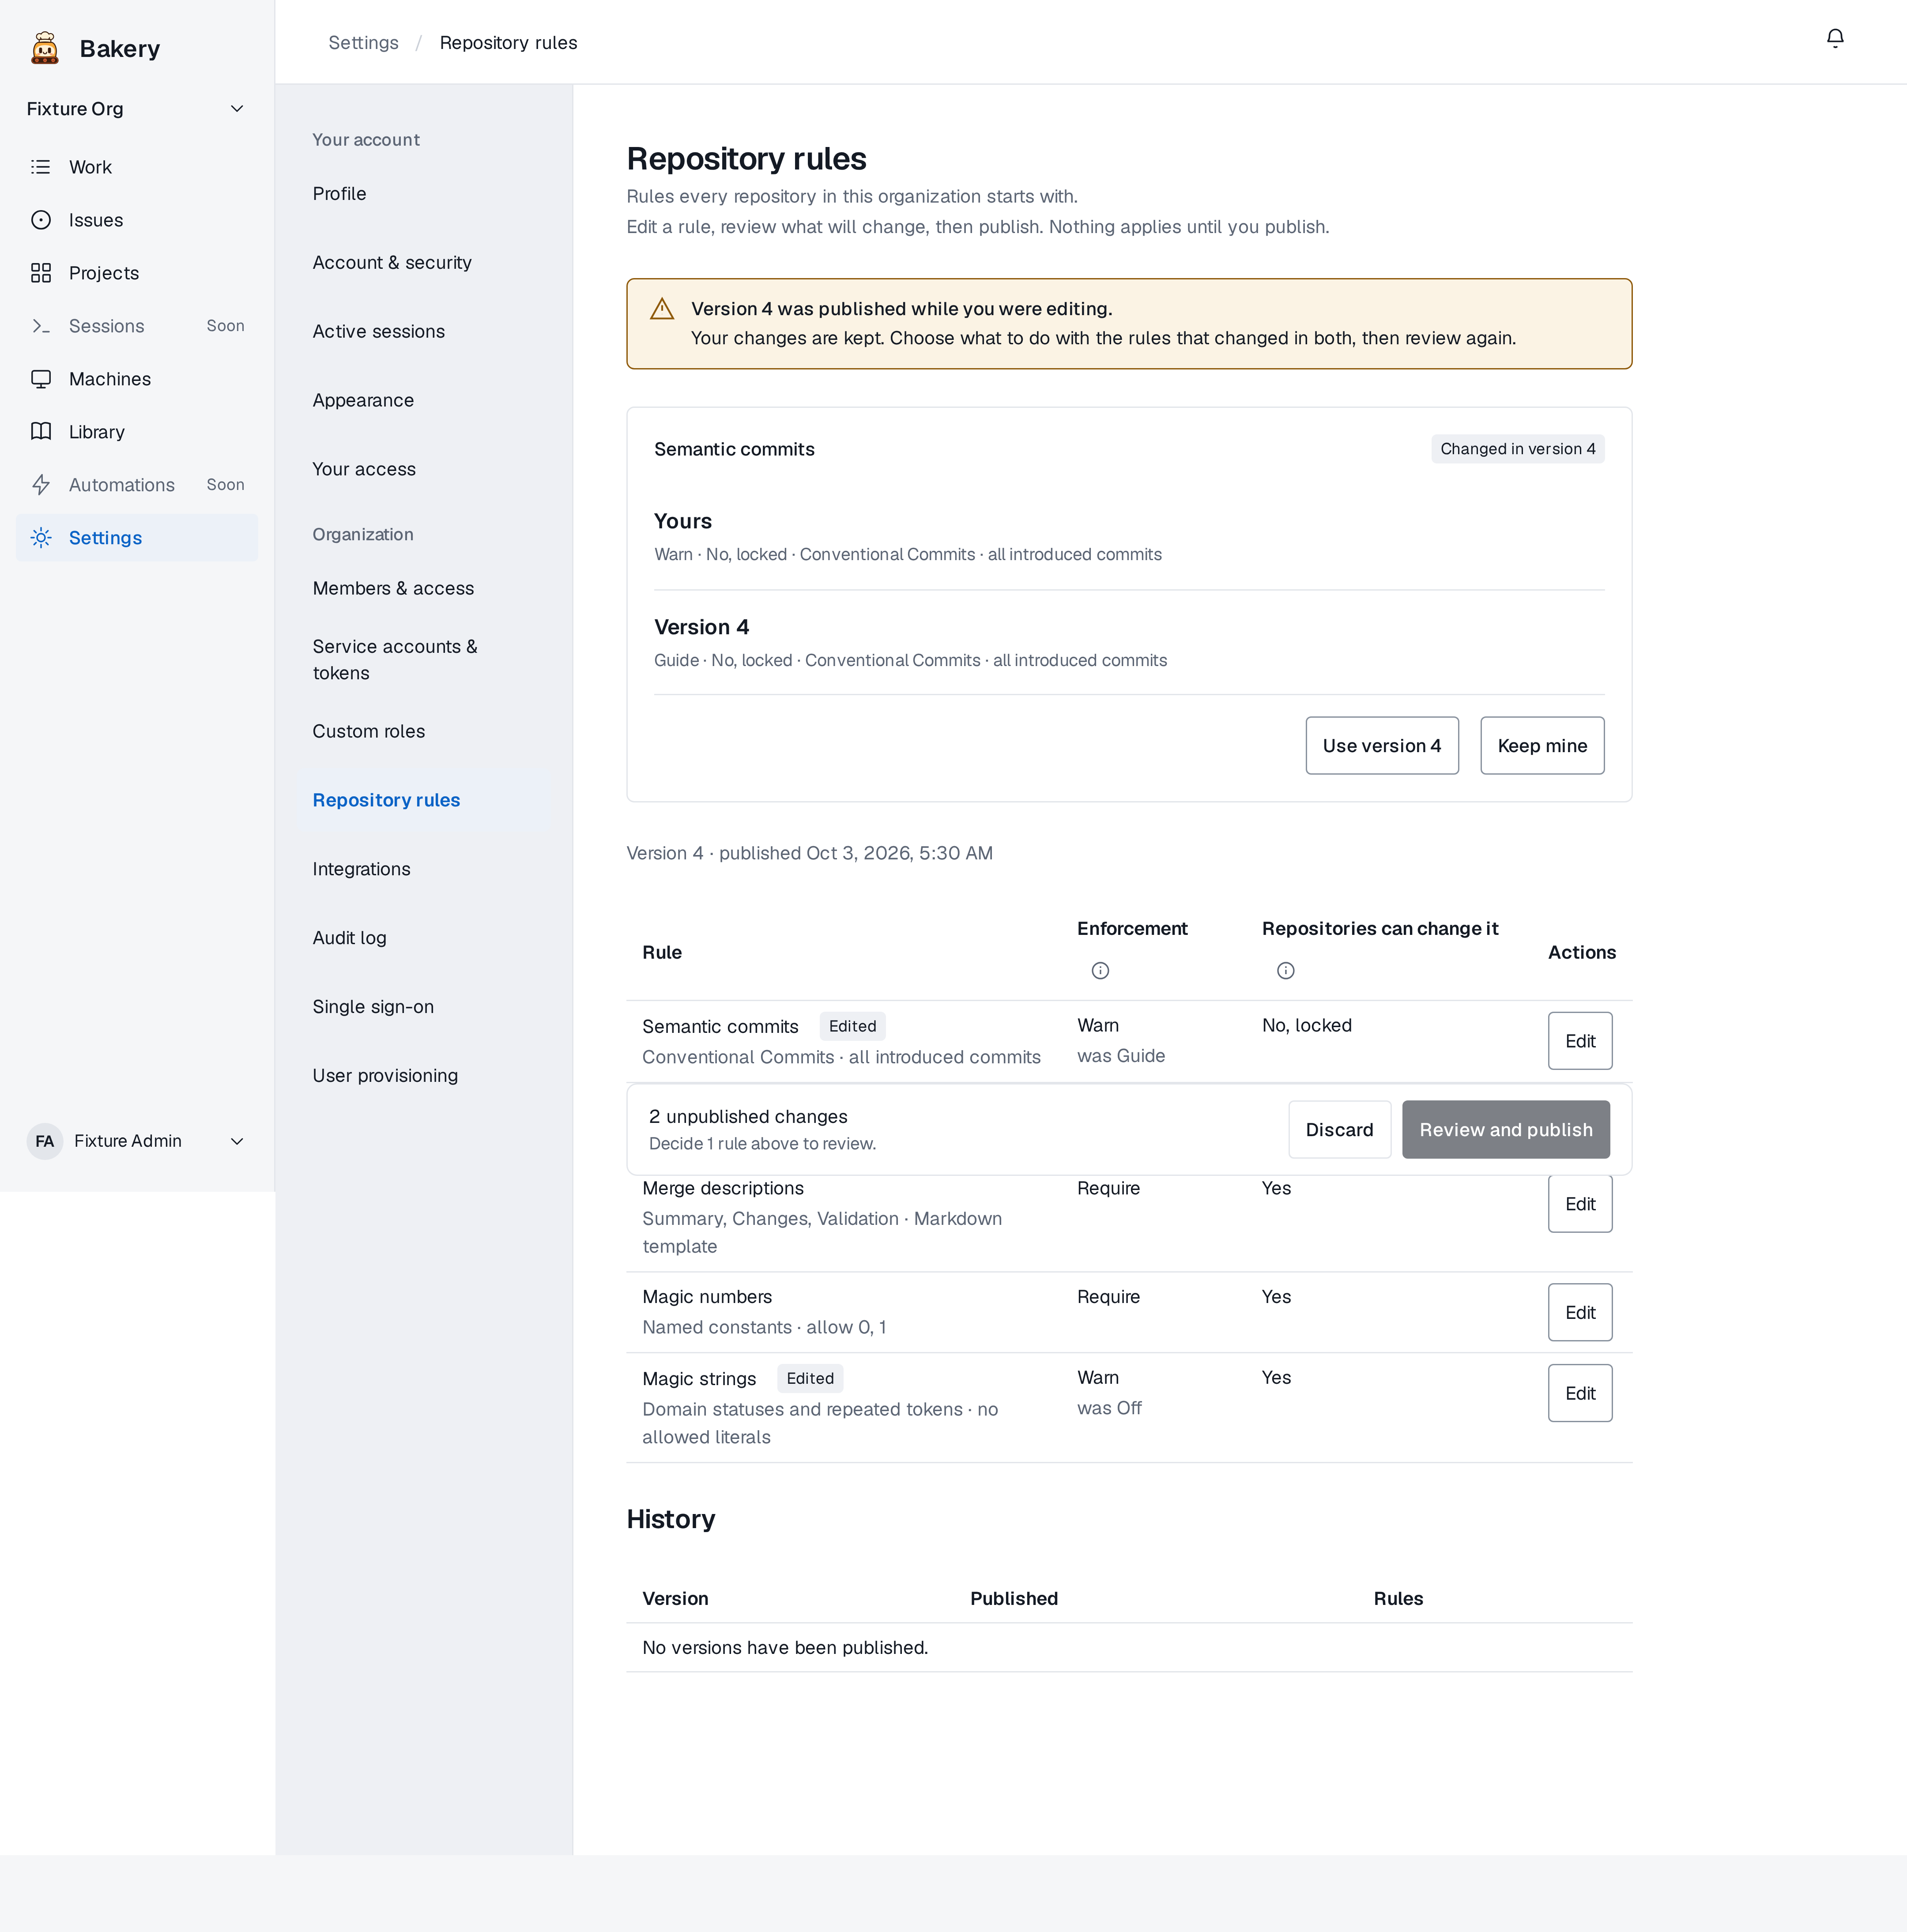 Bakery
Fixture Org
Work
Issues
Projects
Sessions Soon
Machines
Library
Automations Soon
Settings
FA Fixture Admin
Settings / Repository rules
Your account
Profile
Account & security
Active sessions
Appearance
Your access
Organization
Members & access
Service accounts &
tokens
Custom roles
Repository rules
Integrations
Audit log
Single sign-on
User provisioning
Repository rules
Rules every repository in this organization starts with.
Edit a rule, review what will change, then publish. Nothing applies until you publish.
Version 4 was published while you were editing.
Your changes are kept. Choose what to do with the rules that changed in both, then review again.
Semantic commits Changed in version 4
Yours
Warn · No, locked · Conventional Commits · all introduced commits
Version 4
Guide · No, locked · Conventional Commits · all introduced commits
Use version 4 Keep mine
Version 4 · published Oct 3, 2026, 5:30 AM
Rule Enforcement Repositories can change it Actions
Semantic commits Edited Warn No, locked Edit
Conventional Commits · all introduced commits was Guide
2 unpublished changes
Decide 1 rule above to review.
Discard Review and publish
Merge descriptions Require Yes Edit
Summary, Changes, Validation · Markdown
template
Magic numbers Require Yes Edit
Named constants · allow 0, 1
Magic strings Edited Warn Yes Edit
Domain statuses and repeated tokens · no was Off
allowed literals
History
Version Published Rules
No versions have been published.